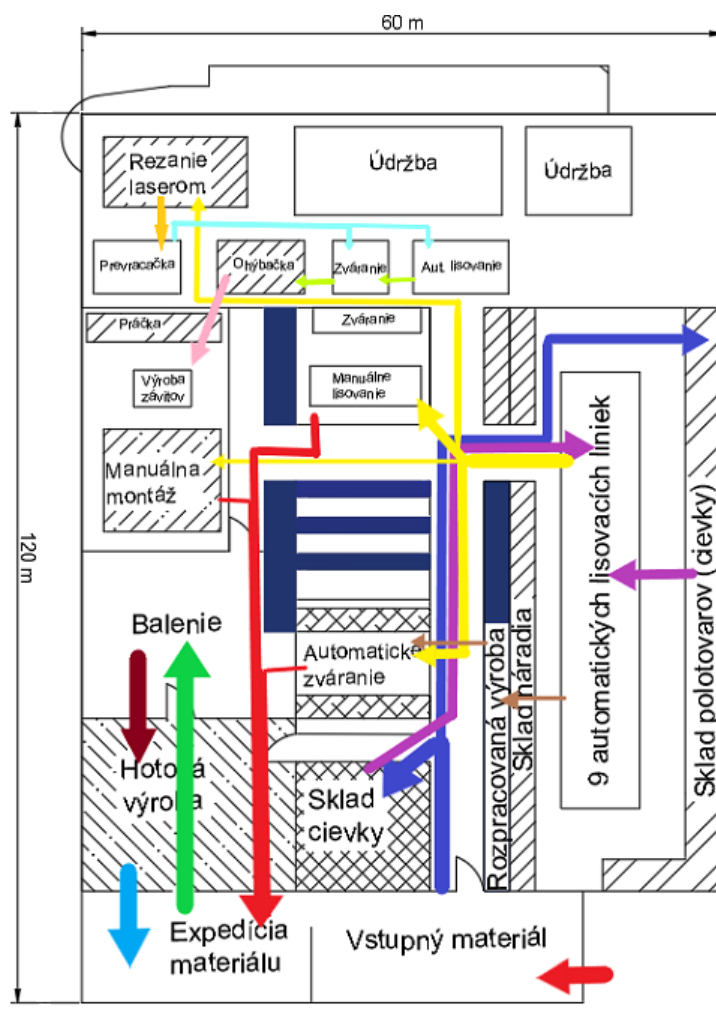 60 m
120 m
Rezanie
laserom
Údržba
Údržba
Prevracačka
Ohýbačka
Zváranie
Aut. lisovanie
Práčka
Zváranie
Výroba
závitov
Manuálne
lisovanie
Manuálna
montáž
9 automatických lisovacích liniek
Sklad polotovarov (cievky)
Balenie
Automatické
zváranie
Rozpracovaná výroba
Sklad náradia
Hotová
výroba
Sklad
cievky
Expedícia
materiálu
Vstupný materiál